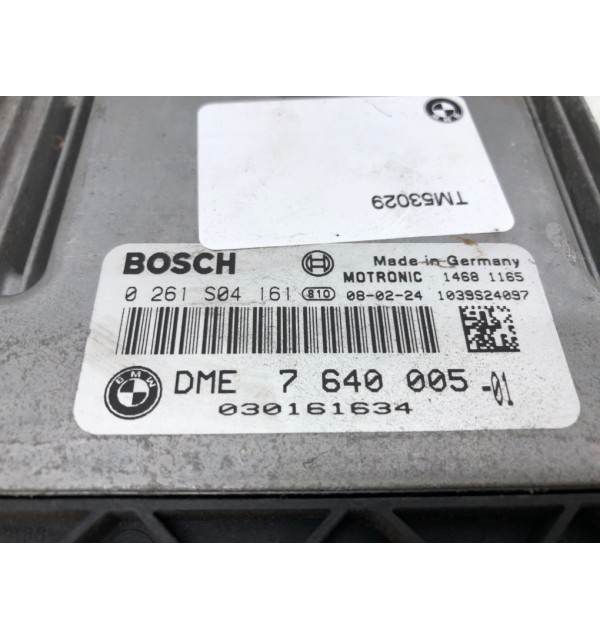 TM53029
BOSCH
Made in Germany
MOTRONIC 1468 1165
0 261 S04 161 810 08-02-24 1039S24097
BMW
DME 7 640 005 -01
030161634